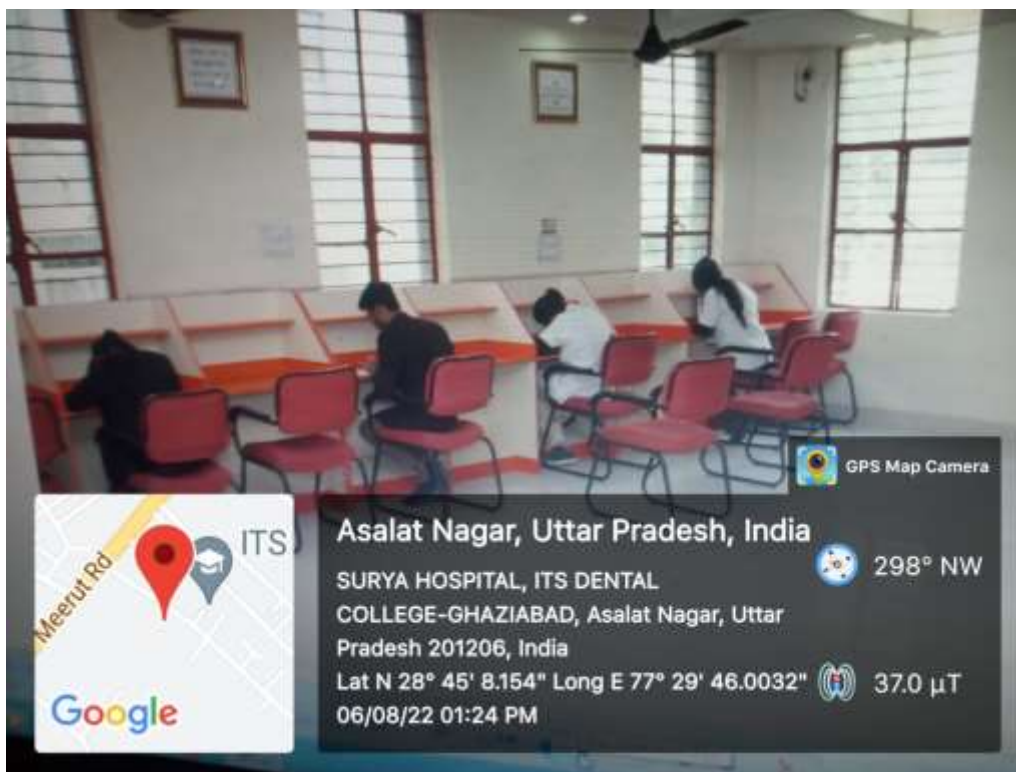 GPS Map Camera
Asalat Nagar, Uttar Pradesh, India
SURYA HOSPITAL, ITS DENTAL
COLLEGE-GHAZIABAD, Asalat Nagar, Uttar
Pradesh 201206, India
Lat N 28° 45' 8.154" Long E 77° 29' 46.0032"
06/08/22 01:24 PM
298° NW
37.0 µT
ITS
Meerut Rd
Google